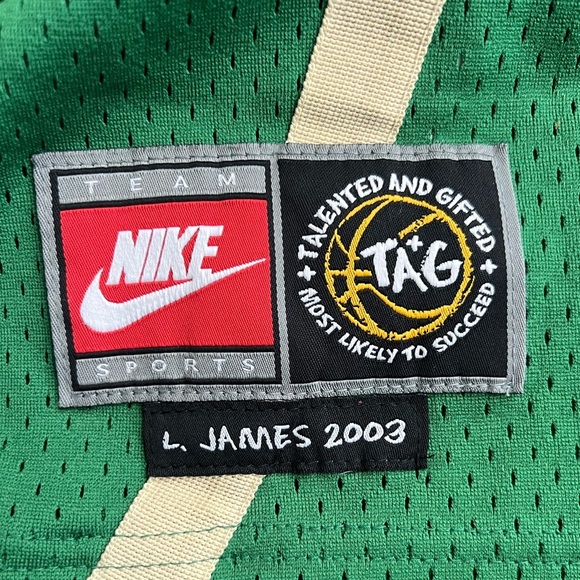 TEAM
NIKE
SPORTS
+ TALENTED AND GIFTED +
TAG
MOST LIKELY TO SUCCEED
L. JAMES 2003